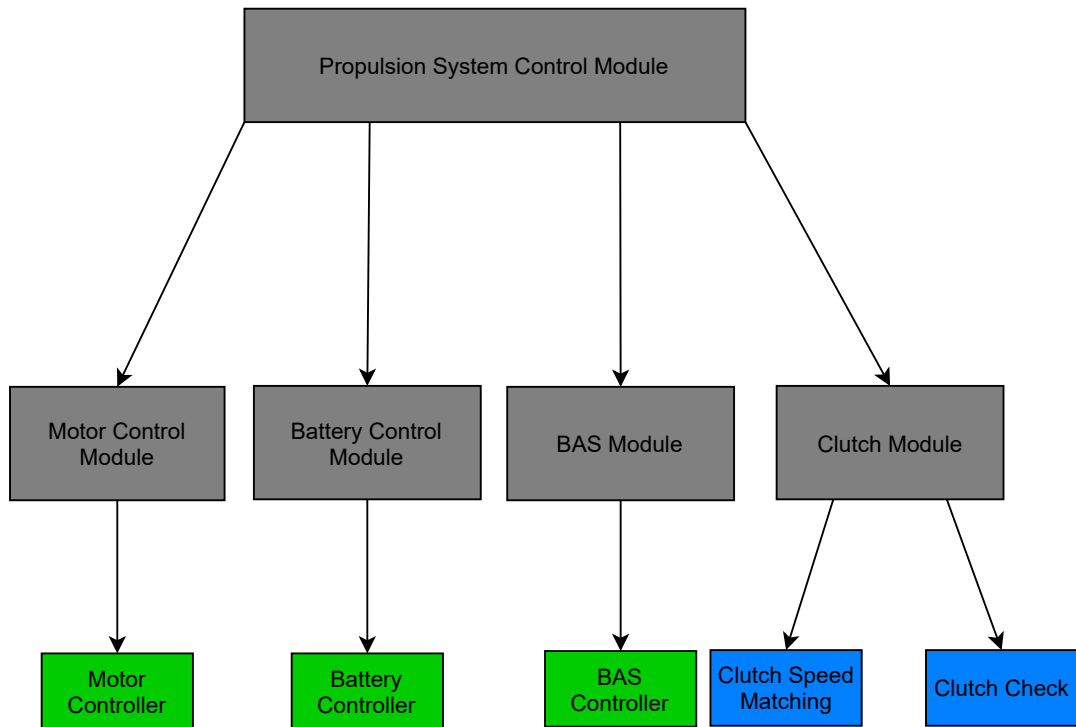 Propulsion System Control Module
Motor Control
Module
Battery Control
Module
BAS Module
Clutch Module
Motor
Controller
Battery
Controller
BAS
Controller
Clutch Speed
Matching
Clutch Check